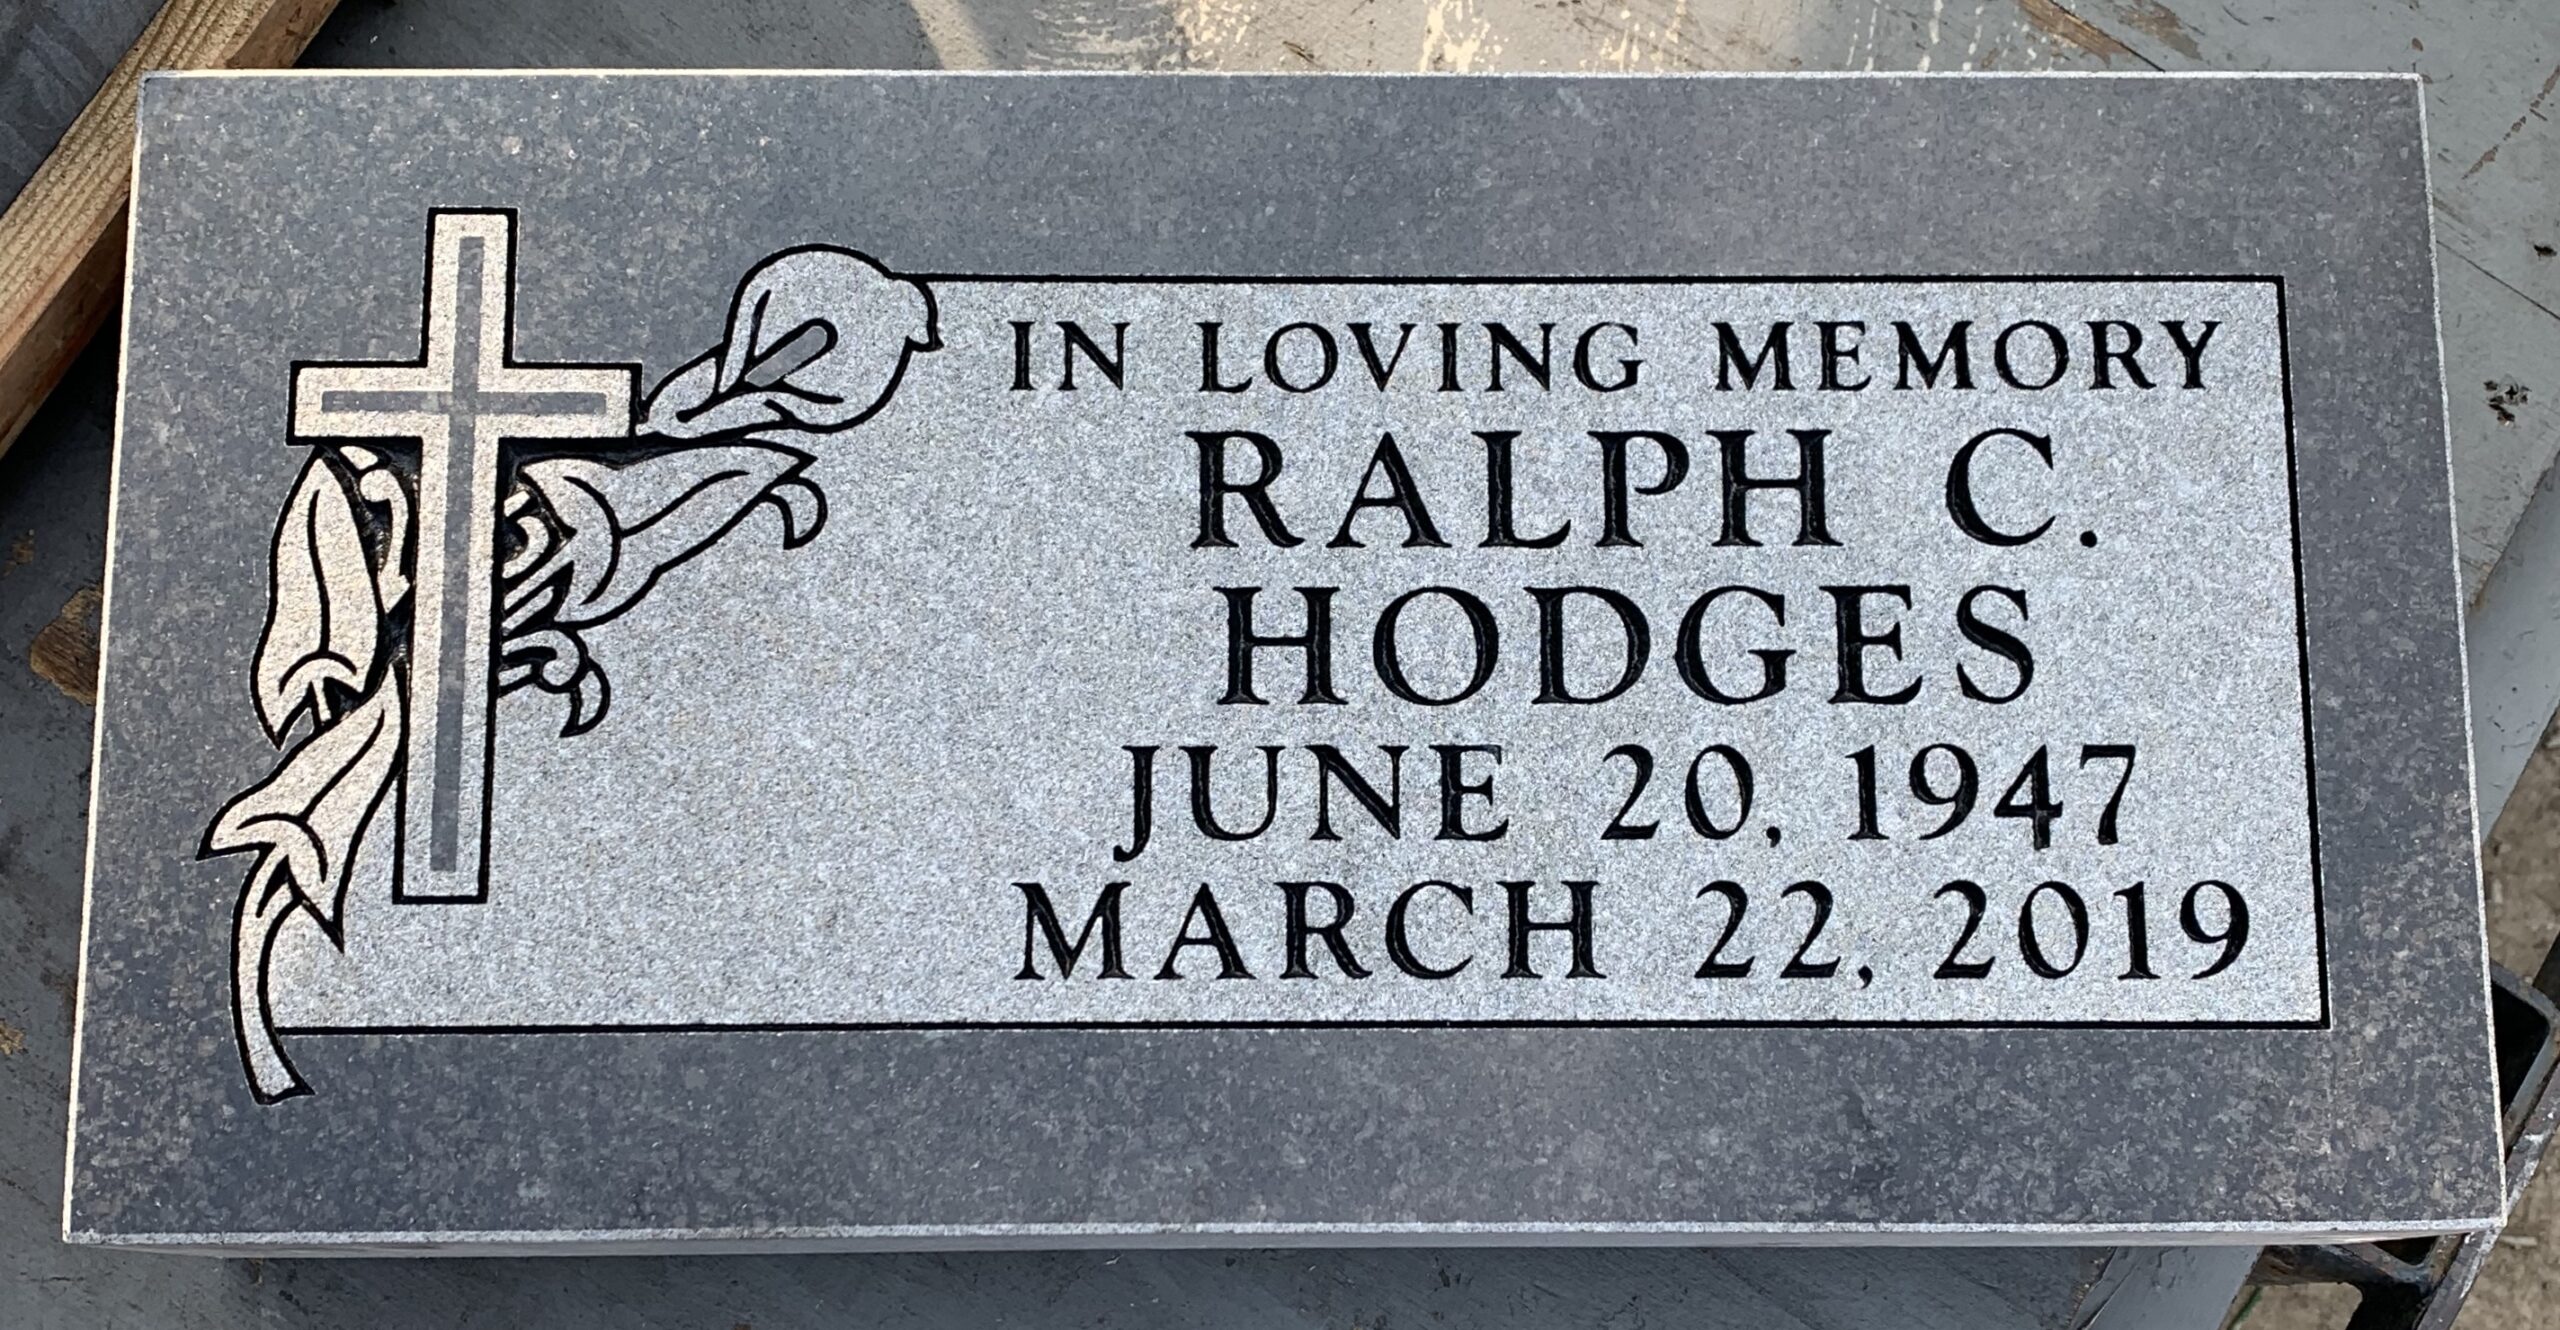 IN LOVING MEMORY
RALPH C.
HODGES
JUNE 20, 1947
MARCH 22, 2019